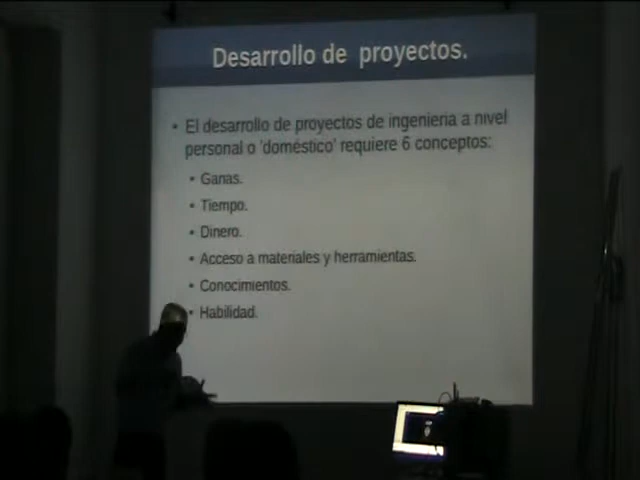 Desarrollo de proyectos.
• El desarrollo de proyectos de ingenieria a nivel
personal o 'doméstico' requiere 6 conceptos:
• Ganas.
• Tiempo.
• Dinero.
• Acceso a materiales y herramientas.
• Conocimientos.
• Habilidad.